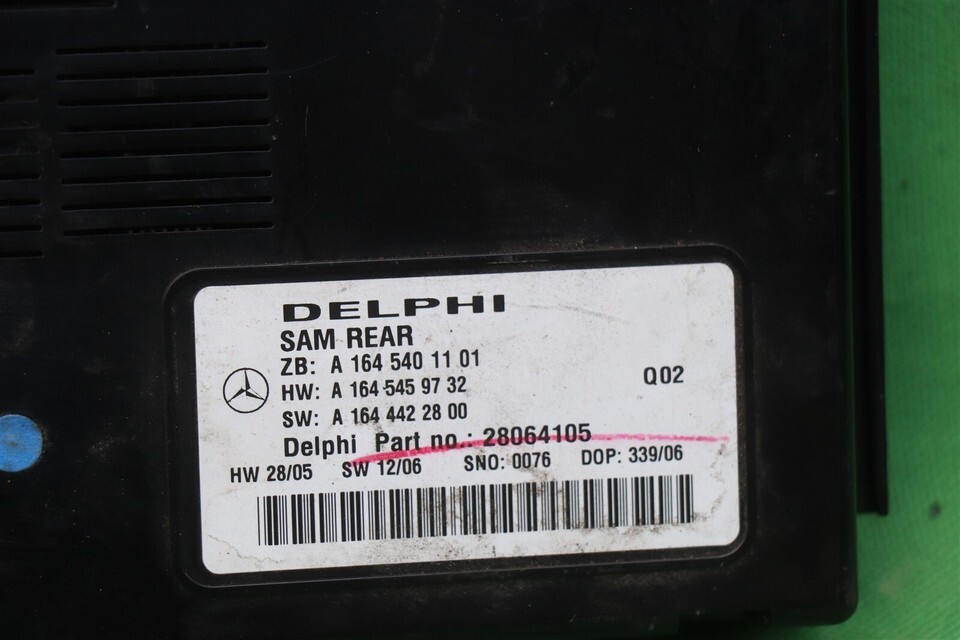 DELPHI
SAM REAR
ZB: A 164 540 11 01
HW: A 164 545 97 32
Q02
SW: A 164 442 28 00
Delphi Part no.: 28064105
HW 28/05 SW 12/06 SNO: 0076 DOP: 339/06